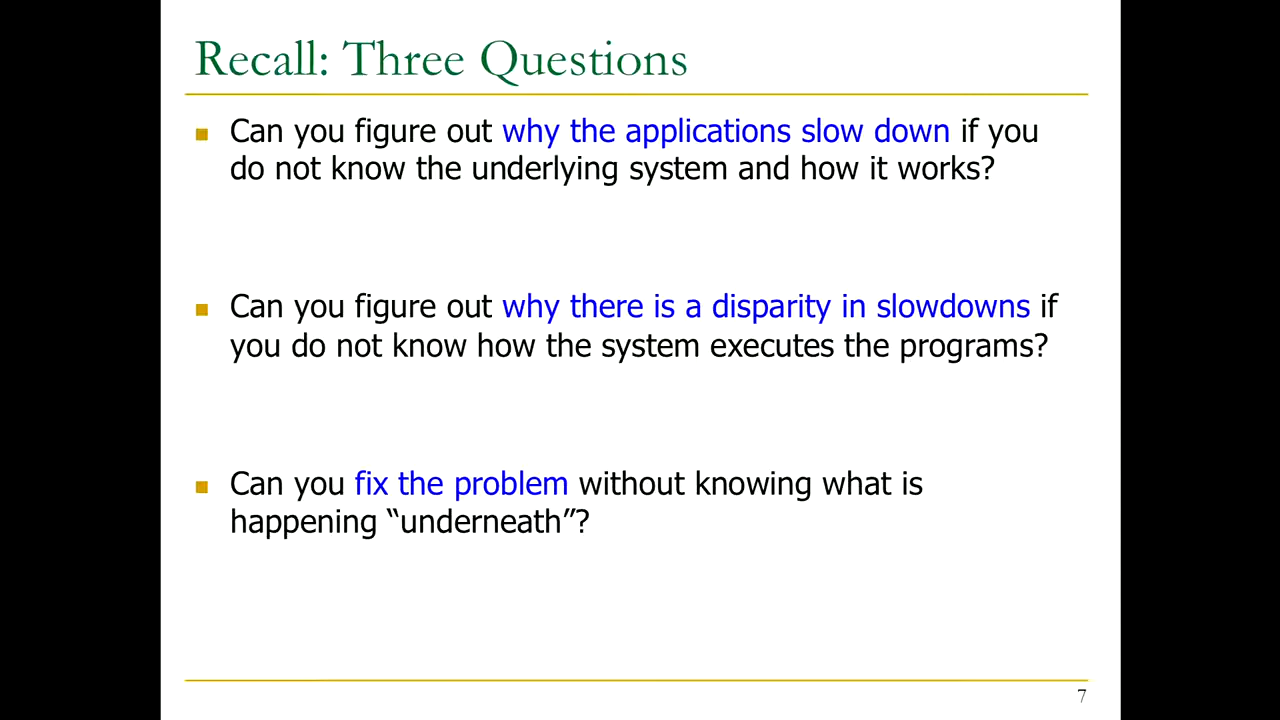 Recall: Three Questions
Can you figure out why the applications slow down if you
do not know the underlying system and how it works?
Can you figure out why there is a disparity in slowdowns if
you do not know how the system executes the programs?
Can you fix the problem without knowing what is
happening “underneath”?
7